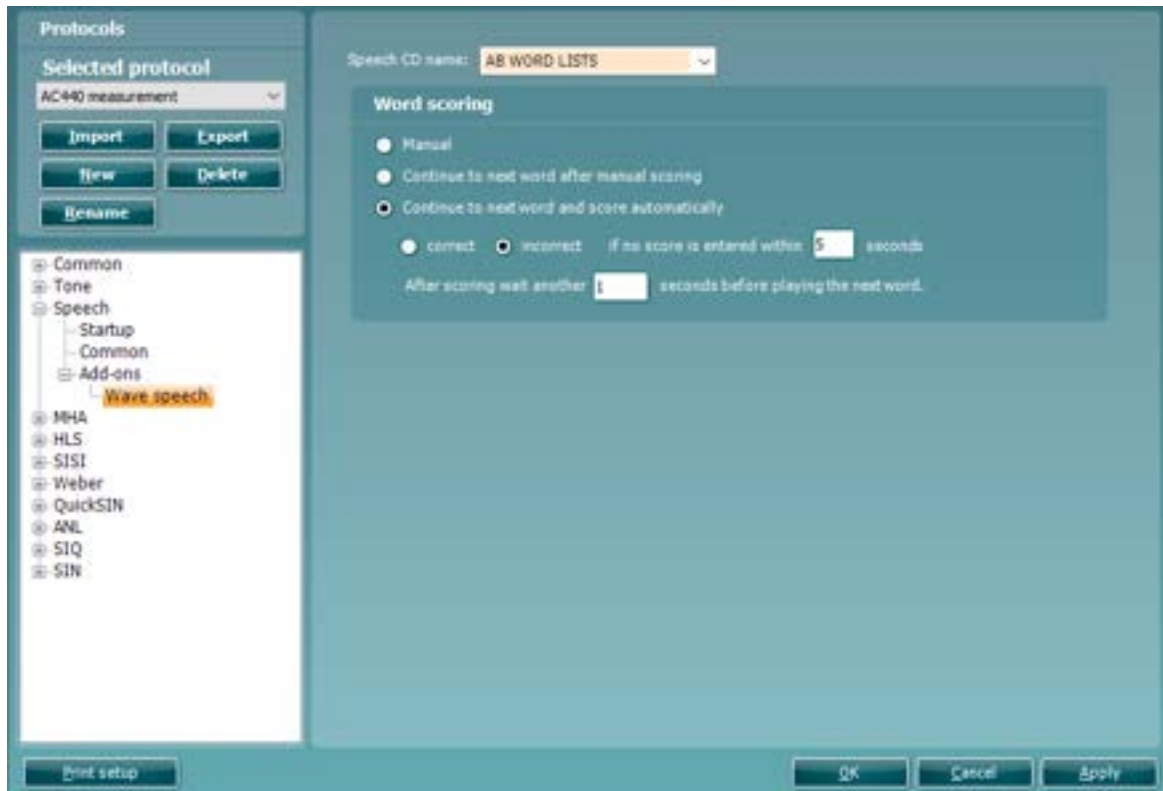 Protocols
Selected protocol
AC440 measurement
Import Export
New Delete
Rename
Common
Tone
Speech
Startup
Common
Add-ons
Wave speech
MHA
HLS
SISI
Weber
QuickSIN
ANL
SIQ
SIN
Speech CD name: AB WORD LISTS
Word scoring
Manual
Continue to next word after manual scoring
Continue to next word and score automatically
correct incorrect if no score is entered within 5 seconds
After scoring wait another 1 seconds before playing the next word.
Print setup OK Cancel Apply